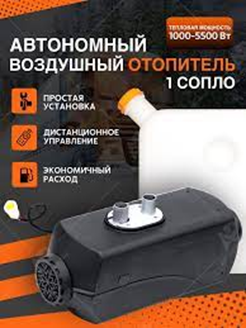 ТЕПЛОВАЯ МОЩНОСТЬ
1000-5500 Вт
АВТОНОМНЫЙ
ВОЗДУШНЫЙ ОТОПИТЕЛЬ
1 СОПЛО
ПРОСТАЯ
УСТАНОВКА
ДИСТАНЦИОННОЕ
УПРАВЛЕНИЕ
ЭКОНОМИЧНЫЙ
РАСХОД